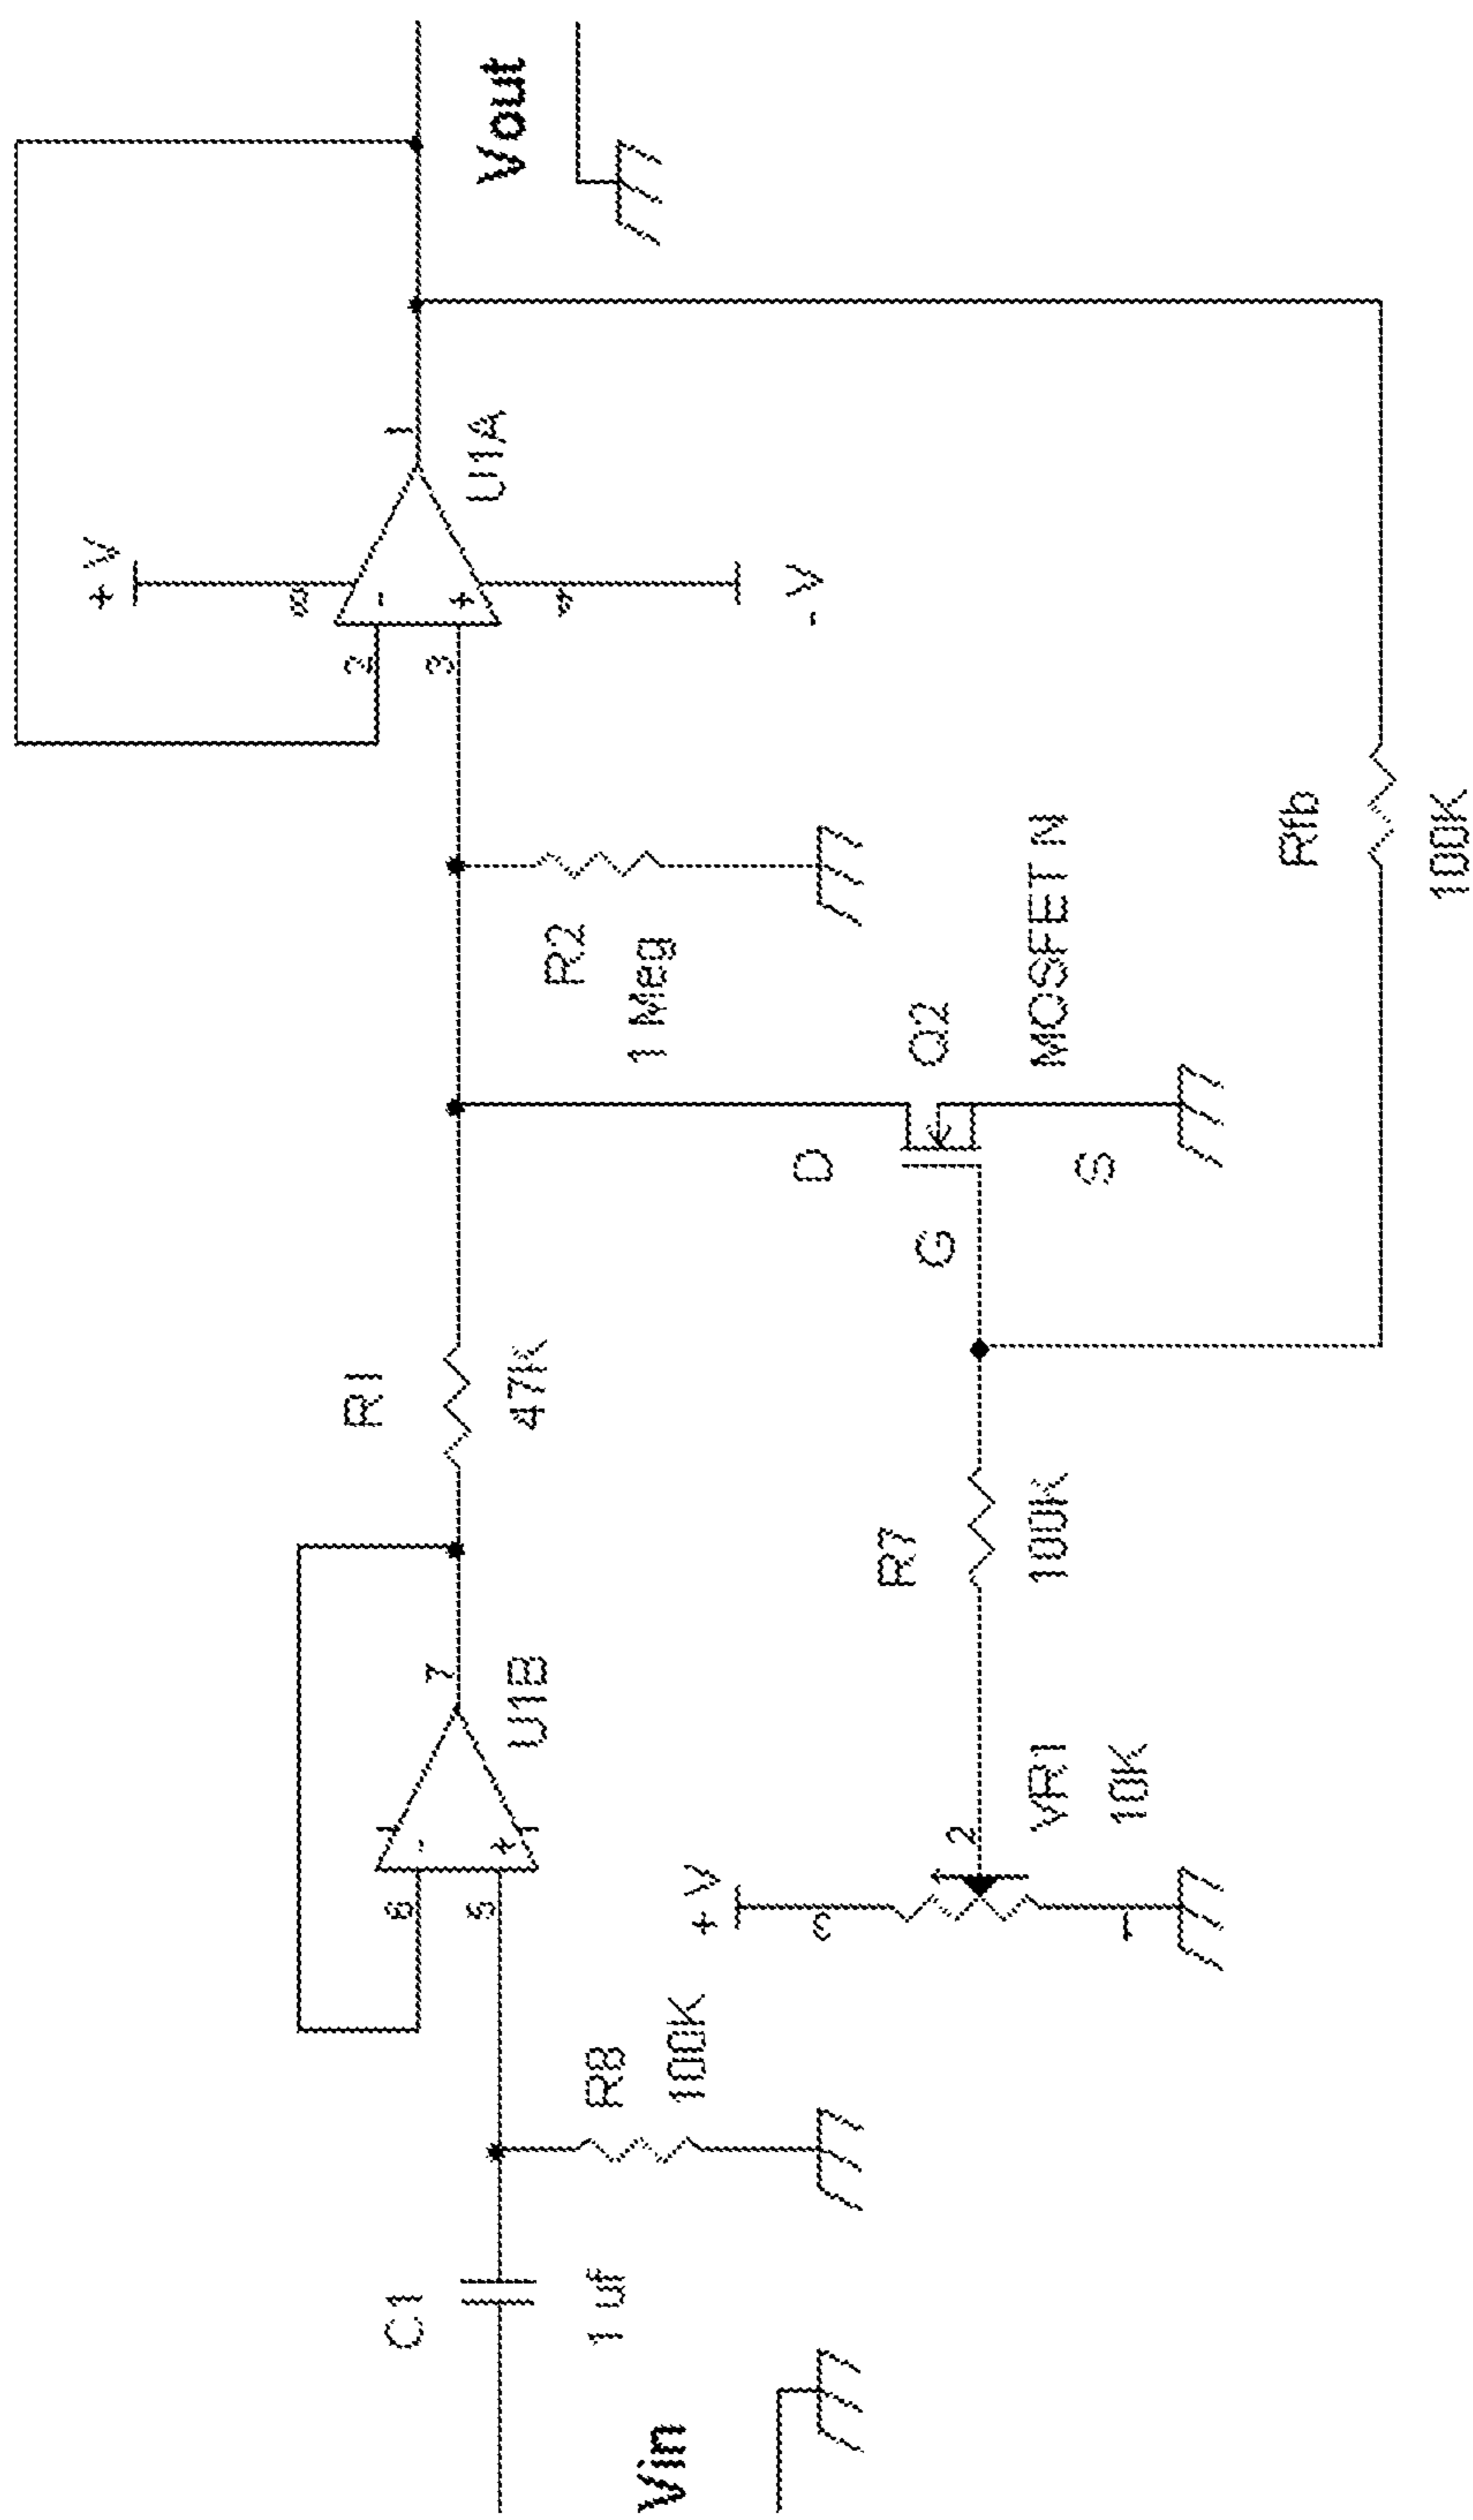 Vin
C1
1 uf
R8
100K
6
5
-
+
7
U1B
+V
3
2
1
VR1
10K
R1
47K
R7
100K
G
D
S
Q2
MOSFET N
R2
1 Meg
2
3
+V
8
-
+
4
-V
1
U1A
Rfb
100K
Vout